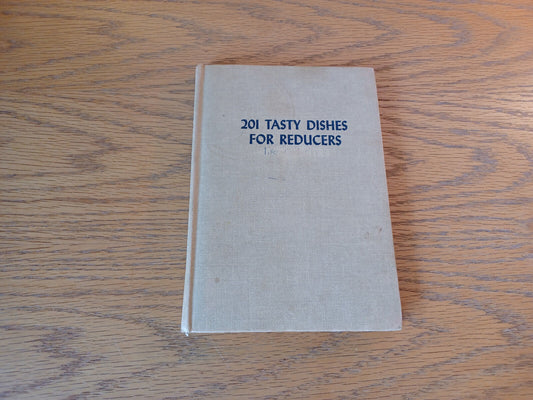 201 TASTY DISHES
FOR REDUCERS